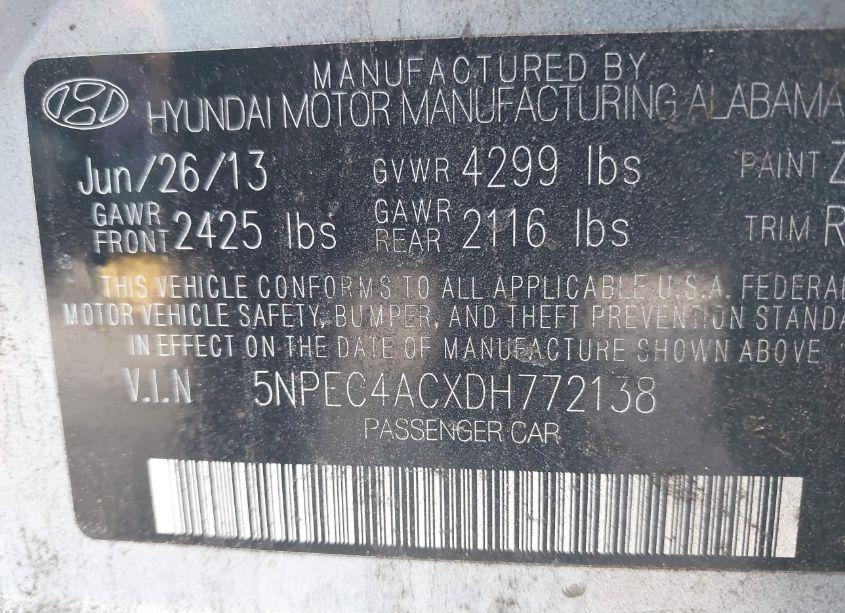 MANUFACTURED BY
HYUNDAI MOTOR MANUFACTURING ALABAMA
Jun/26/13 GVWR 4299 lbs PAINT
GAWR FRONT 2425 lbs GAWR REAR 2116 lbs TRIM R
THIS VEHICLE CONFORMS TO ALL APPLICABLE U.S.A. FEDERAL
MOTOR VEHICLE SAFETY, BUMPER, AND THEFT PREVENTION STANDA
IN EFFECT ON THE DATE OF MANUFACTURE SHOWN ABOVE
V.I.N 5NPEC4ACXDH772138
PASSENGER CAR